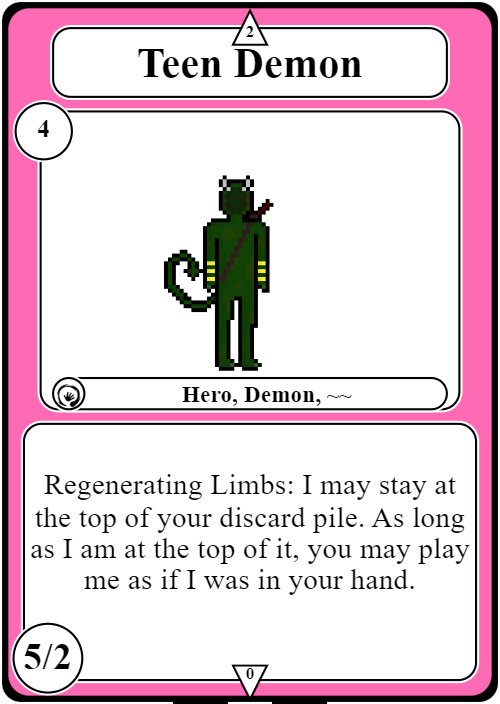 2
Teen Demon
4
Hero, Demon, ~~
Regenerating Limbs: I may stay at
the top of your discard pile. As long
as I am at the top of it, you may play
me as if I was in your hand.
5/2
0